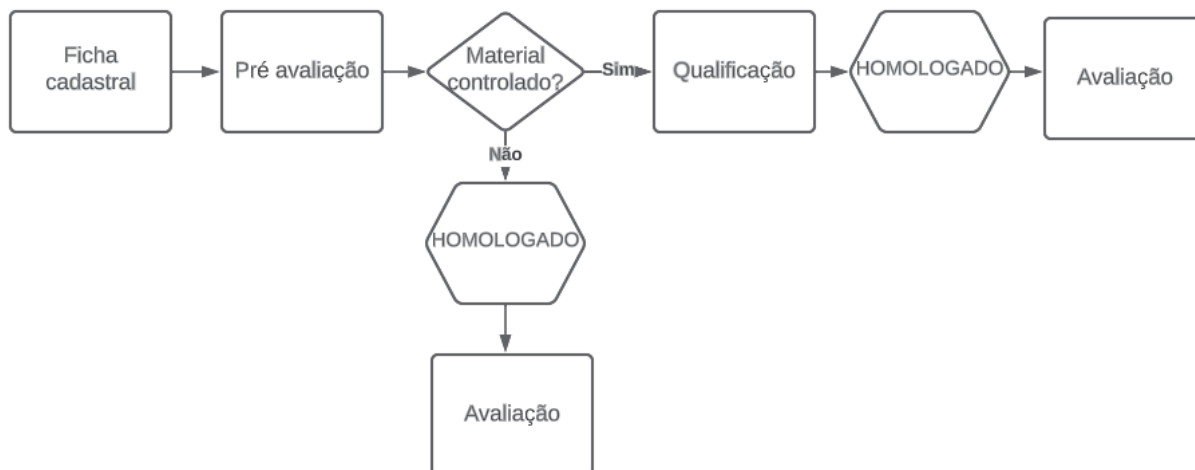 Ficha
cadastral
Pré avaliação
Material
controlado?
Sim
Qualificação
HOMOLOGADO
Avaliação
Não
HOMOLOGADO
Avaliação